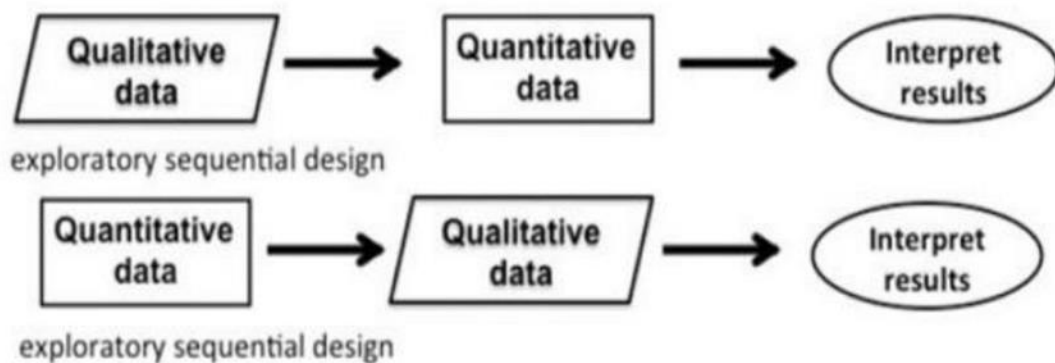 Qualitative
data
Quantitative
data
Interpret
results
exploratory sequential design
Quantitative
data
Qualitative
data
Interpret
results
exploratory sequential design